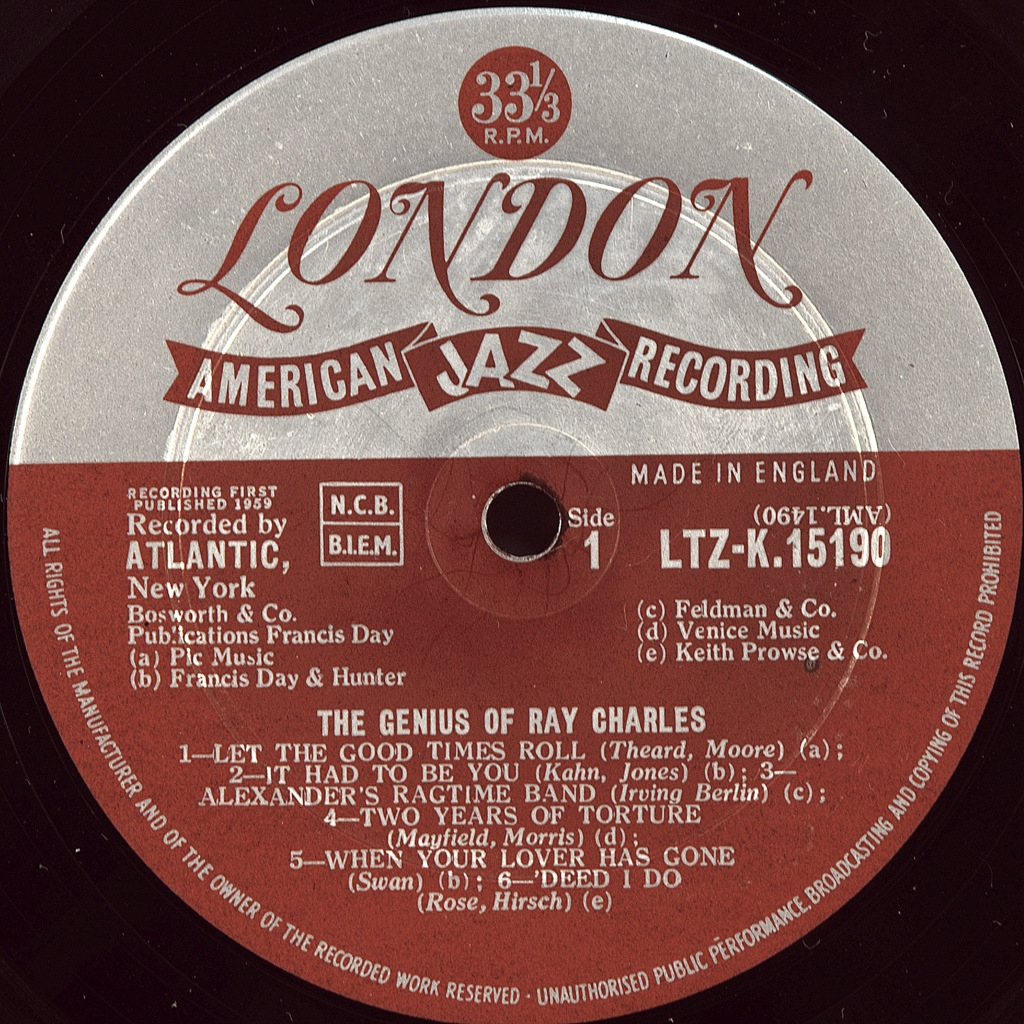 33⅓
R.P.M.
LONDON
AMERICAN JAZZ RECORDING
MADE IN ENGLAND
RECORDING FIRST
PUBLISHED 1959
Recorded by
ATLANTIC,
New York
Bosworth & Co.
Publications Francis Day
(a) Pic Music
(b) Francis Day & Hunter
N.C.B.
B.I.E.M.
Side
1
(AML.1490)
LTZ-K.15190
(c) Feldman & Co.
(d) Venice Music
(e) Keith Prowse & Co.
THE GENIUS OF RAY CHARLES
1—LET THE GOOD TIMES ROLL (Theard, Moore) (a);
2—IT HAD TO BE YOU (Kahn, Jones) (b); 3—
ALEXANDER'S RAGTIME BAND (Irving Berlin) (c);
4—TWO YEARS OF TORTURE
(Mayfield, Morris) (d);
5—WHEN YOUR LOVER HAS GONE
(Swan) (b); 6—'DEED I DO
(Rose, Hirsch) (e)
ALL RIGHTS OF THE MANUFACTURER AND OF THE OWNER OF THE RECORDED WORK RESERVED · UNAUTHORISED PUBLIC PERFORMANCE, BROADCASTING AND COPYING OF THIS RECORD PROHIBITED